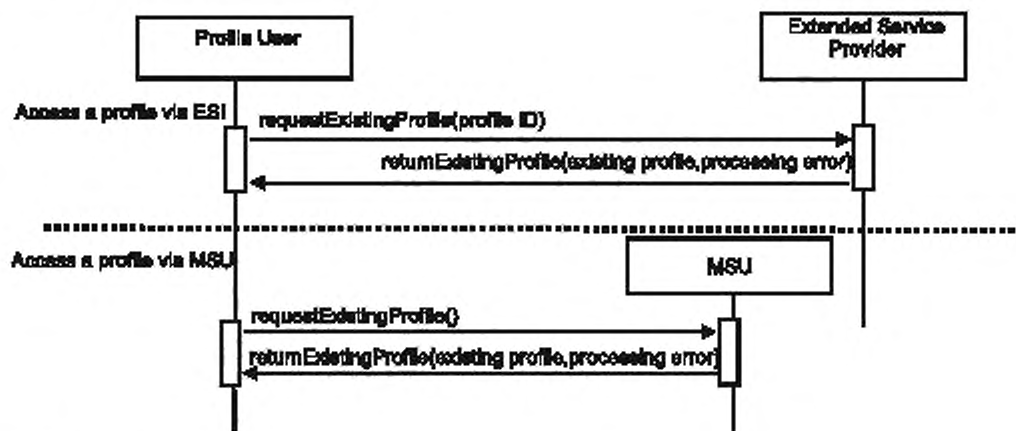 Profile User
Extended Service
Provider
Access a profile via ESI
requestExistingProfile(profile ID)
returnExistingProfile(existing profile,processing error)
Access a profile via MSU
MSU
requestExistingProfile()
returnExistingProfile(existing profile,processing error)